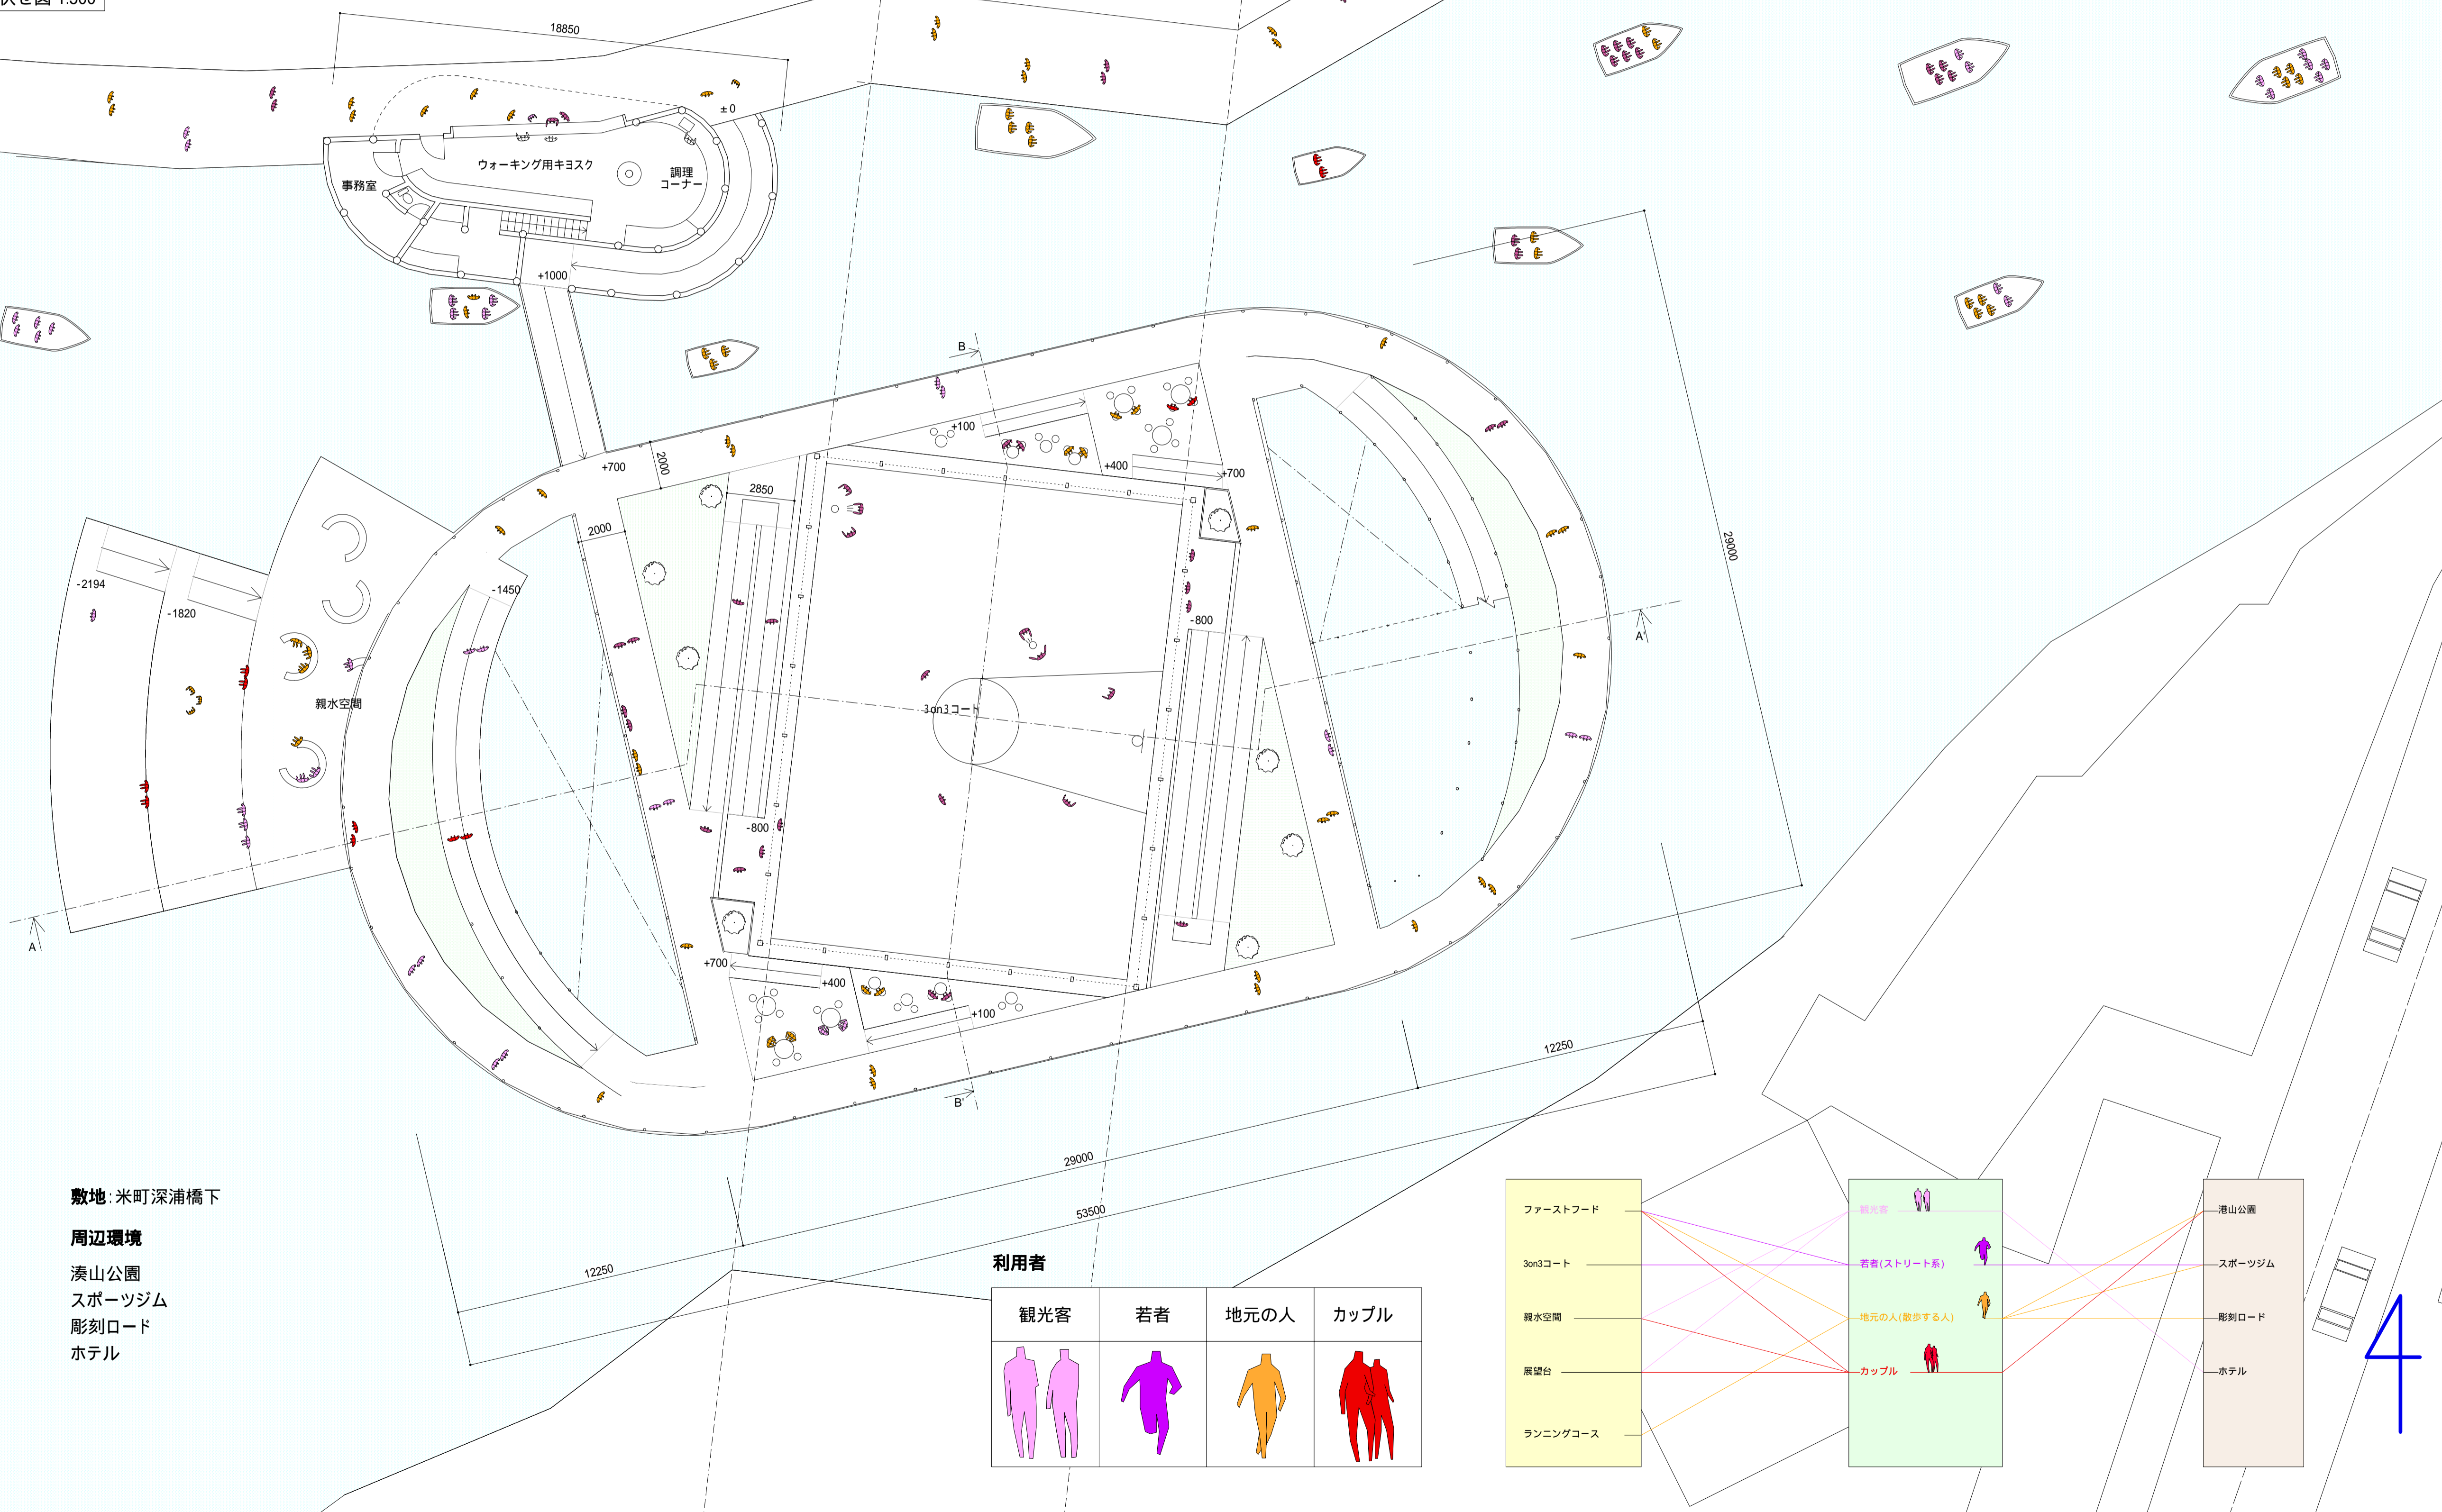 伏せ図 1:300
18850
±0
ウォーキング用キヨスク
調理
コーナー
事務室
+1000
B
+100
+700
2000
+400
+700
2850
2000
29000
-2194
-1820
-1450
-800
A'
親水空間
3on3コート
-800
A
+700
+400
+100
B'
12250
29000
53500
12250
敷地:米町深浦橋下
周辺環境
湊山公園
スポーツジム
彫刻ロード
ホテル
利用者
観光客 若者 地元の人 カップル
ファーストフード
3on3コート
親水空間
展望台
ランニングコース
観光客
若者(ストリート系)
地元の人(散歩する人)
カップル
港山公園
スポーツジム
彫刻ロード
ホテル
4